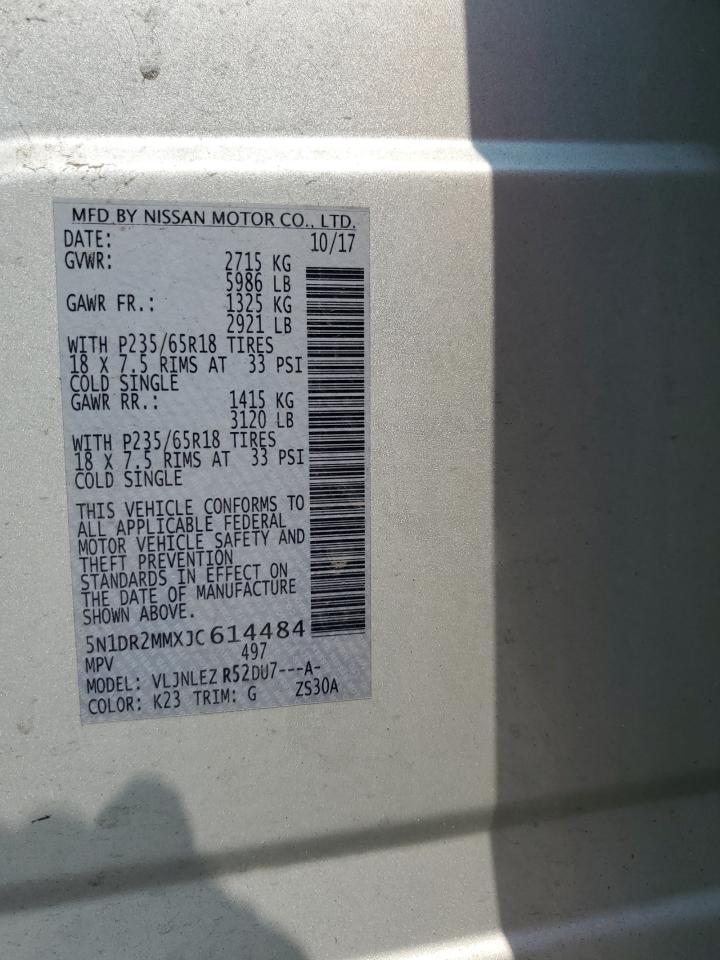 MFD BY NISSAN MOTOR CO., LTD.
DATE: 10/17
GVWR: 2715 KG
5986 LB
GAWR FR.: 1325 KG
2921 LB
WITH P235/65R18 TIRES
18 X 7.5 RIMS AT 33 PSI
COLD SINGLE
GAWR RR.: 1415 KG
3120 LB
WITH P235/65R18 TIRES
18 X 7.5 RIMS AT 33 PSI
COLD SINGLE
THIS VEHICLE CONFORMS TO
ALL APPLICABLE FEDERAL
MOTOR VEHICLE SAFETY AND
THEFT PREVENTION
STANDARDS IN EFFECT ON
THE DATE OF MANUFACTURE
SHOWN ABOVE.
5N1DR2MMXJC614484
MPV 497
MODEL: VLJNLEZ R52DU7---A-
COLOR: K23 TRIM: G ZS30A